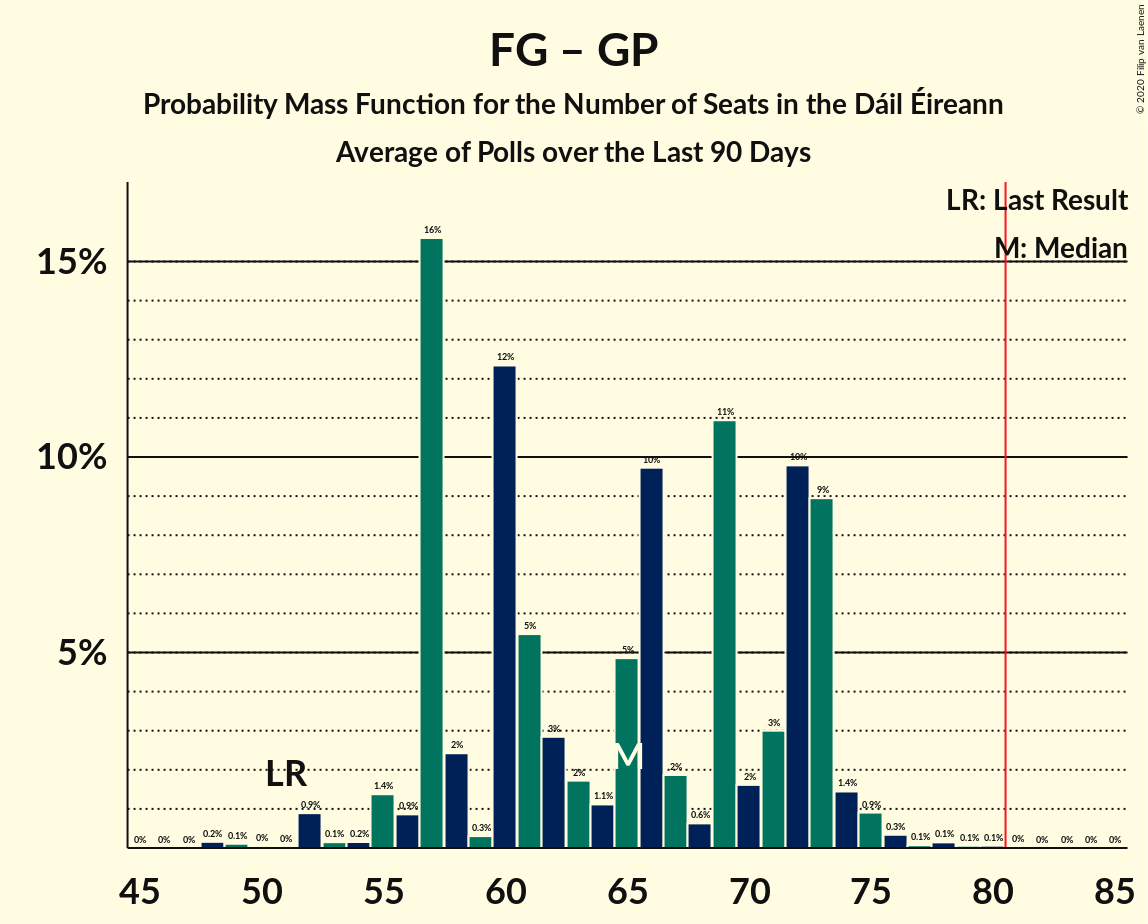 FG – GP
Probability Mass Function for the Number of Seats in the Dáil Éireann
Average of Polls over the Last 90 Days
© 2020 Filip van Laenen
LR: Last Result
M: Median
15%
10%
5%
0% 0% 0% 0.2% 0.1% 0% 0% 0.9% 0.1% 0.2% 1.4% 0.9% 16% 2% 0.3% 12% 5% 3% 2% 1.1% 5% 10% 2% 0.6% 11% 2% 3% 10% 9% 1.4% 0.9% 0.3% 0.1% 0.1% 0.1% 0.1% 0% 0% 0% 0% 0%
LR
M
45 50 55 60 65 70 75 80 85